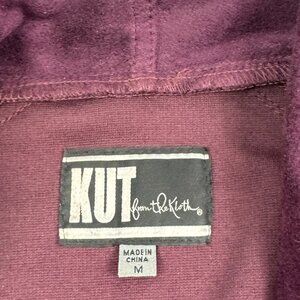 KUT from the Kloth®
MADE IN
CHINA
M